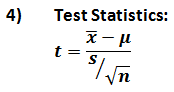 4) Test Statistics:
t = x̄ − μ / s/√n